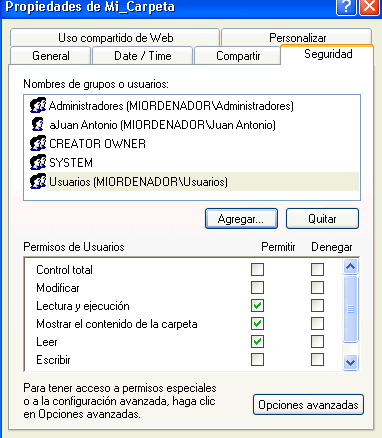 Propiedades de Mi_Carpeta
Uso compartido de Web
Personalizar
General
Date / Time
Compartir
Seguridad
Nombres de grupos o usuarios:
Administradores (MIORDENADOR\Administradores)
aJuan Antonio (MIORDENADOR\Juan Antonio)
CREATOR OWNER
SYSTEM
Usuarios (MIORDENADOR\Usuarios)
Agregar...
Quitar
Permisos de Usuarios
Permitir
Denegar
Control total
Modificar
Lectura y ejecución
Mostrar el contenido de la carpeta
Leer
Escribir
Para tener acceso a permisos especiales
o a la configuración avanzada, haga clic
en Opciones avanzadas.
Opciones avanzadas